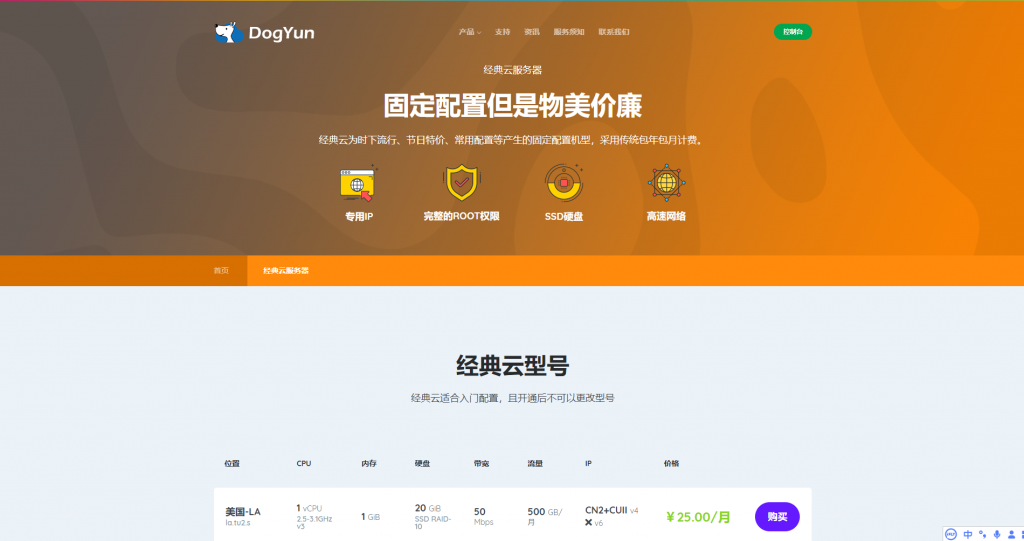 DogYun
产品 支持 资讯 服务须知 联系我们
控制台
经典云服务器
固定配置但是物美价廉
经典云为时下流行、节日特价、常用配置等产生的固定配置机型，采用传统包年包月计费。
专用IP 完整的ROOT权限 SSD硬盘 高速网络
首页 经典云服务器
经典云型号
经典云适合入门配置，且开通后不可以更改型号
位置 CPU 内存 硬盘 带宽 流量 IP 价格
美国-LA
la.tu2.s
1 vCPU
2.5-3.1GHz
v3
1 GiB
20 GiB
SSD RAID-
10
50
Mbps
500 GB/
月
CN2+CUII v4
✖ v6
¥25.00/月
购买
中